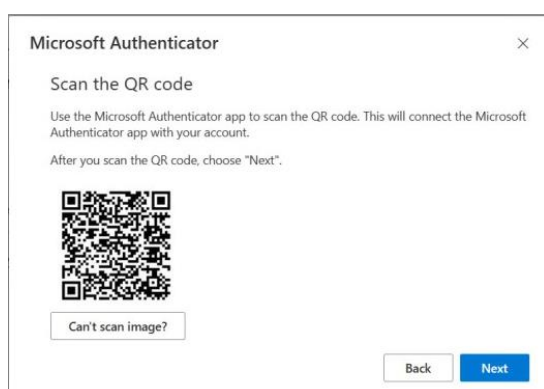 Microsoft Authenticator
Scan the QR code
Use the Microsoft Authenticator app to scan the QR code. This will connect the Microsoft
Authenticator app with your account.
After you scan the QR code, choose "Next".
Can't scan image?
Back Next